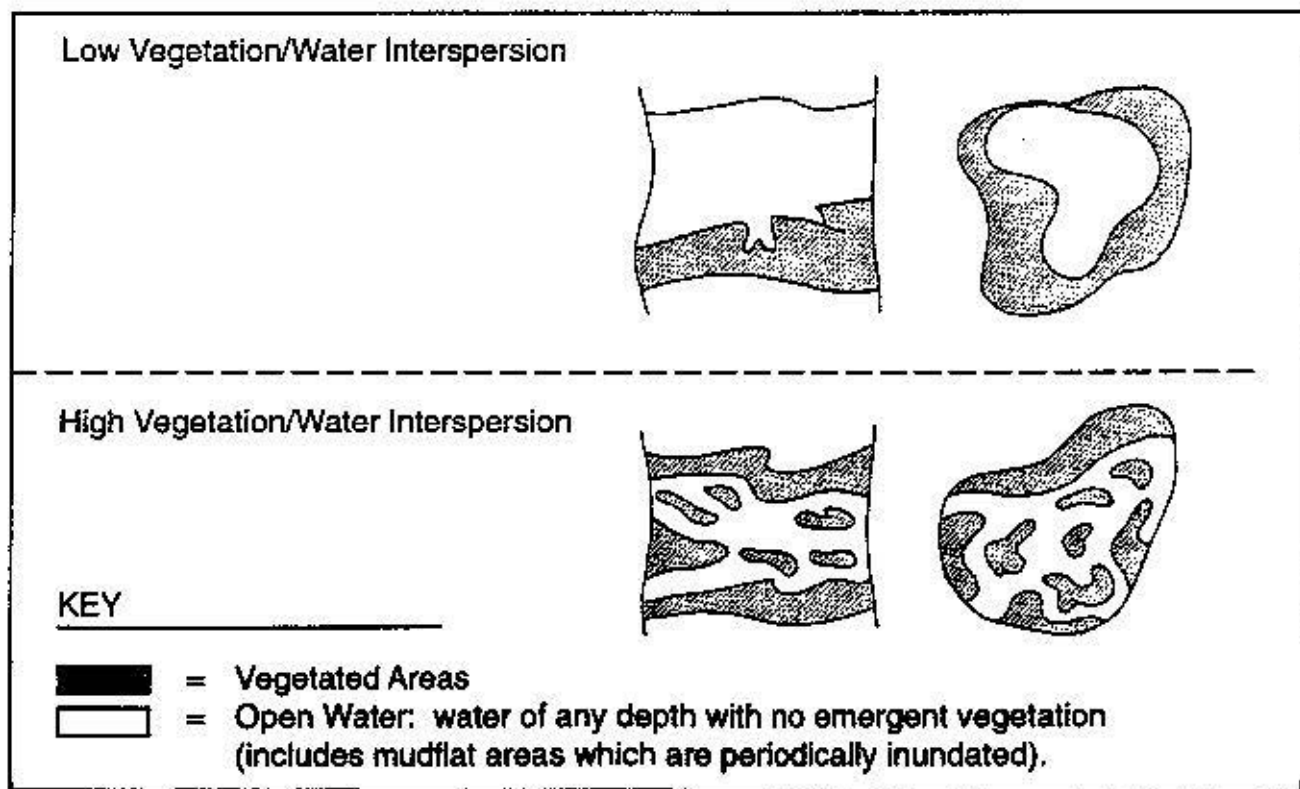 Low Vegetation/Water Interspersion
High Vegetation/Water Interspersion
KEY
= Vegetated Areas
= Open Water: water of any depth with no emergent vegetation
(includes mudflat areas which are periodically inundated).